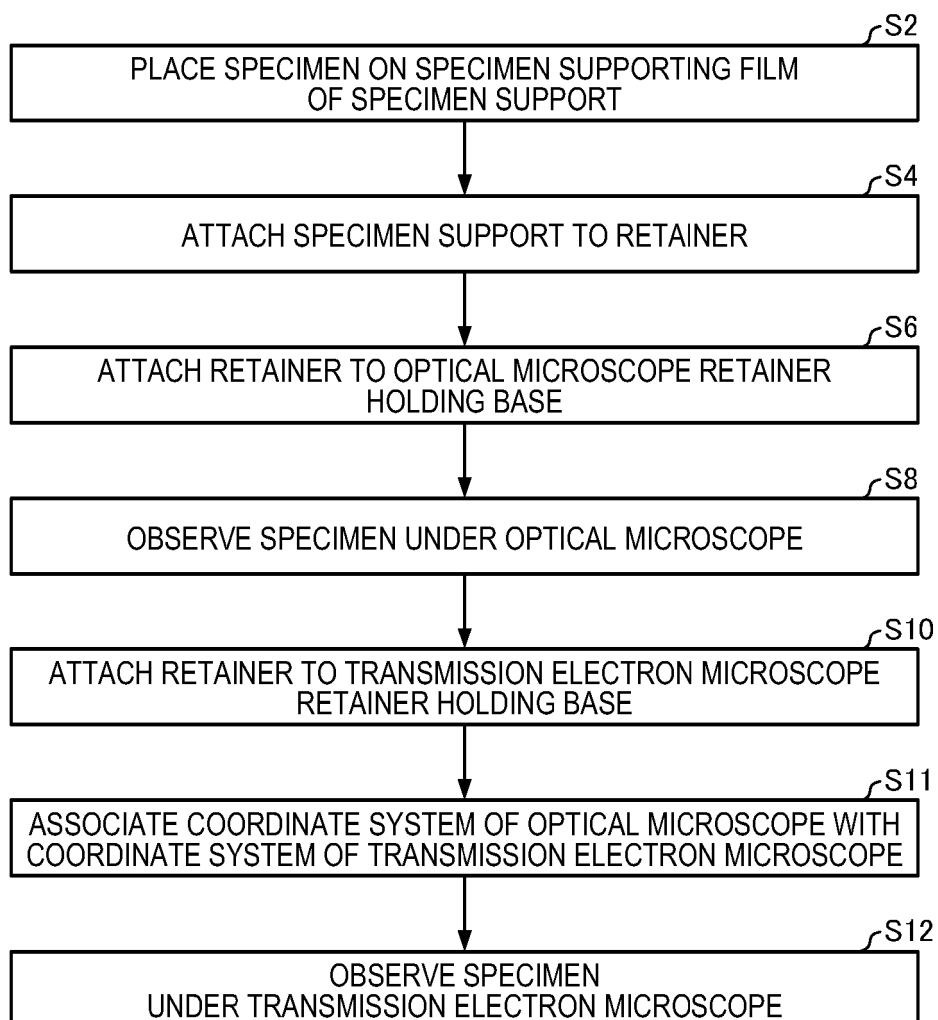 S2
PLACE SPECIMEN ON SPECIMEN SUPPORTING FILM
OF SPECIMEN SUPPORT
S4
ATTACH SPECIMEN SUPPORT TO RETAINER
S6
ATTACH RETAINER TO OPTICAL MICROSCOPE RETAINER
HOLDING BASE
S8
OBSERVE SPECIMEN UNDER OPTICAL MICROSCOPE
S10
ATTACH RETAINER TO TRANSMISSION ELECTRON MICROSCOPE
RETAINER HOLDING BASE
S11
ASSOCIATE COORDINATE SYSTEM OF OPTICAL MICROSCOPE WITH
COORDINATE SYSTEM OF TRANSMISSION ELECTRON MICROSCOPE
S12
OBSERVE SPECIMEN
UNDER TRANSMISSION ELECTRON MICROSCOPE